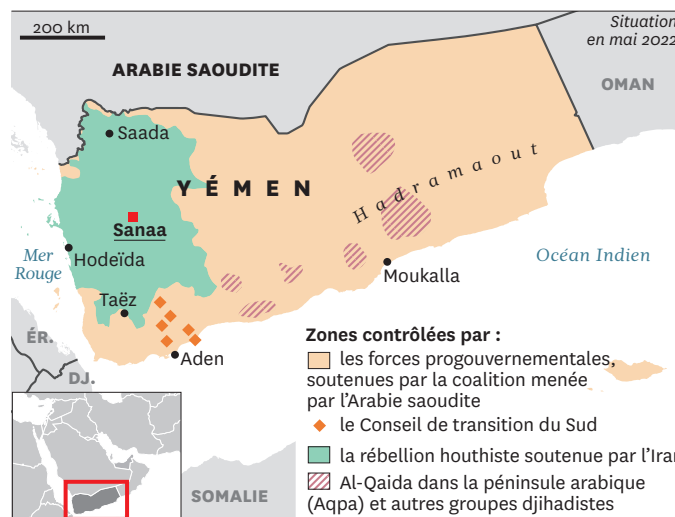 200 km
Situation
en mai 2022
ARABIE SAOUDITE
OMAN
Saada
YÉMEN
Hadramaout
Sanaa
Mer
Rouge
Hodeïda
Océan Indien
Moukalla
Taëz
ÉR.
Aden
DJ.
SOMALIE
Zones contrôlées par :
les forces progouvernementales,
soutenues par la coalition menée
par l'Arabie saoudite
le Conseil de transition du Sud
la rébellion houthiste soutenue par l'Iran
Al-Qaida dans la péninsule arabique
(Aqpa) et autres groupes djihadistes